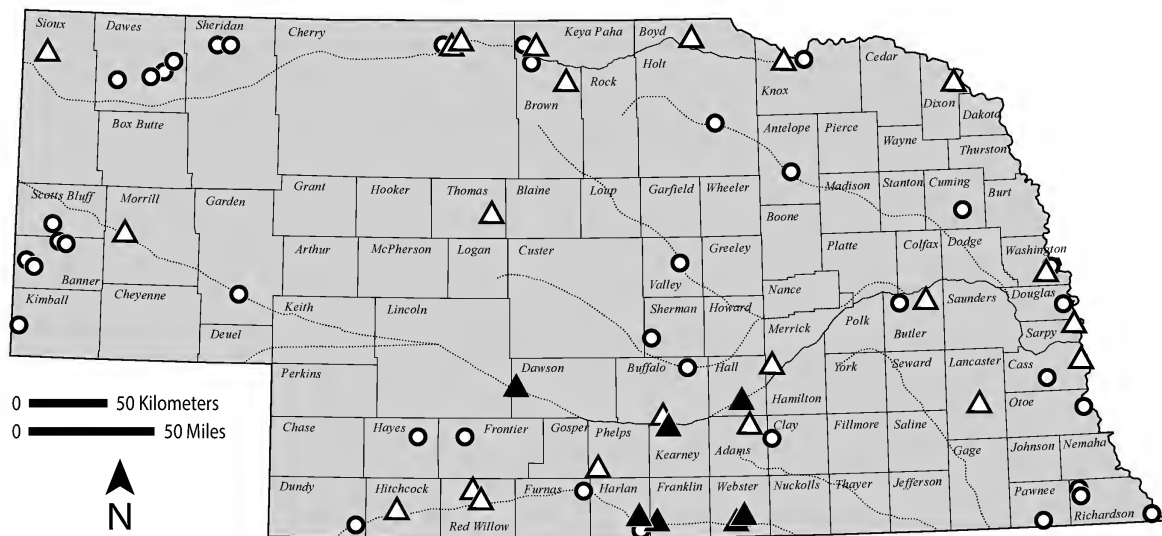 Sioux Dawes Sheridan Cherry Keya Paha Boyd
Holt Cedar
Brown Rock Knox Dixon
Dakota
Box Butte Antelope Pierce Wayne
Thurston
Scotts Bluff Morrill Garden Grant Hooker Thomas Blaine Loup Garfield Wheeler Madison Stanton Cuming Burt
Boone
Banner Arthur McPherson Logan Custer Valley Greeley Platte Colfax Dodge Washington
Kimball Cheyenne Keith Lincoln Sherman Howard Nance Saunders Douglas
Deuel Merrick Polk Butler Sarpy
Perkins Dawson Buffalo Hall Hamilton York Seward Lancaster Cass
Otoe
Chase Hayes Frontier Gosper Phelps Kearney Adams Clay Fillmore Saline
Gage Johnson Nemaha
Dundy Hitchcock Red Willow Furnas Harlan Franklin Webster Nuckolls Thayer Jefferson Pawnee Richardson
0 50 Kilometers
0 50 Miles
N